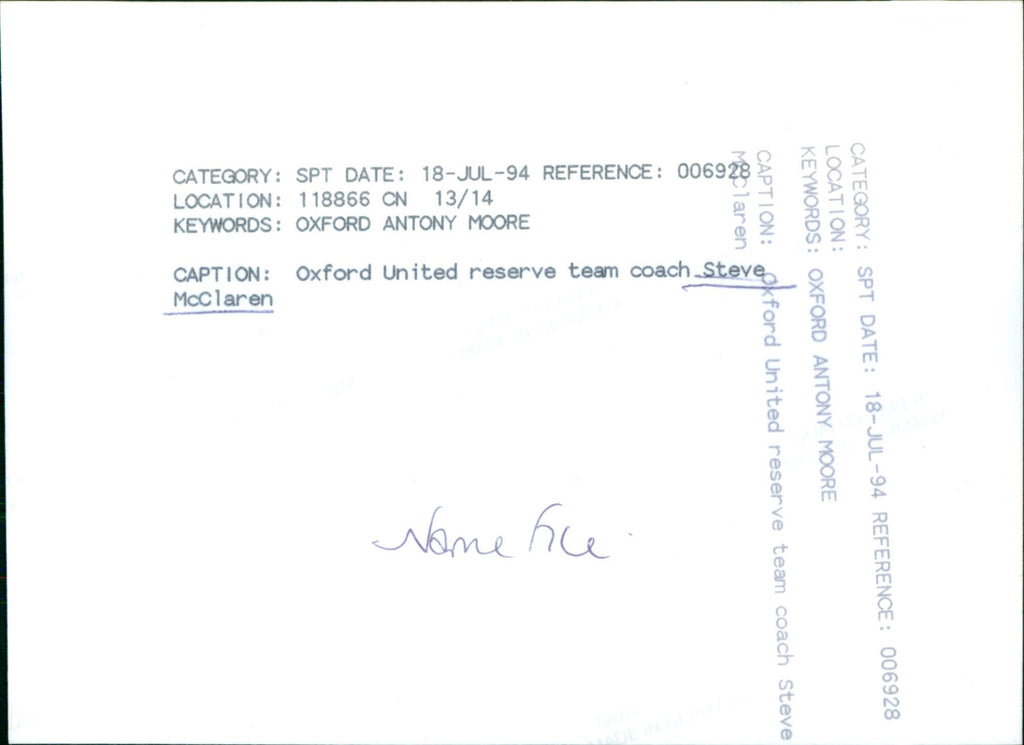 CATEGORY: SPT DATE: 18-JUL-94 REFERENCE: 006928
LOCATION: 118866 CN 13/14
KEYWORDS: OXFORD ANTONY MOORE
CAPTION: Oxford United reserve team coach Steve
McClaren
Name File
CATEGORY: SPT DATE: 18-JUL-94 REFERENCE: 006928
LOCATION:
KEYWORDS: OXFORD ANTONY MOORE
CAPTION: Oxford United reserve team coach Steve
McClaren